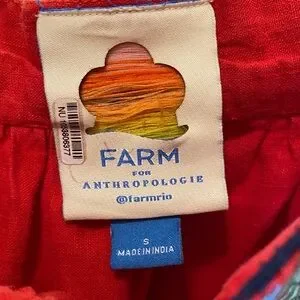 FARM
FOR
ANTHROPOLOGIE
@farmrio
S
MADE IN INDIA